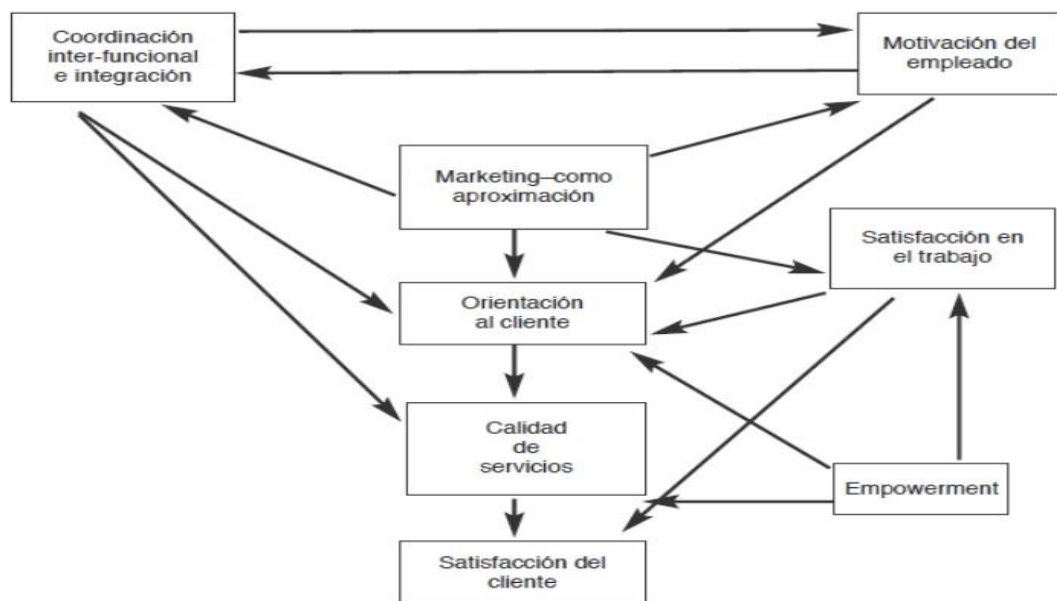 Coordinación
inter-funcional
e integración
Motivación del
empleado
Marketing–como
aproximación
Satisfacción en
el trabajo
Orientación
al cliente
Calidad
de
servicios
Empowerment
Satisfacción del
cliente